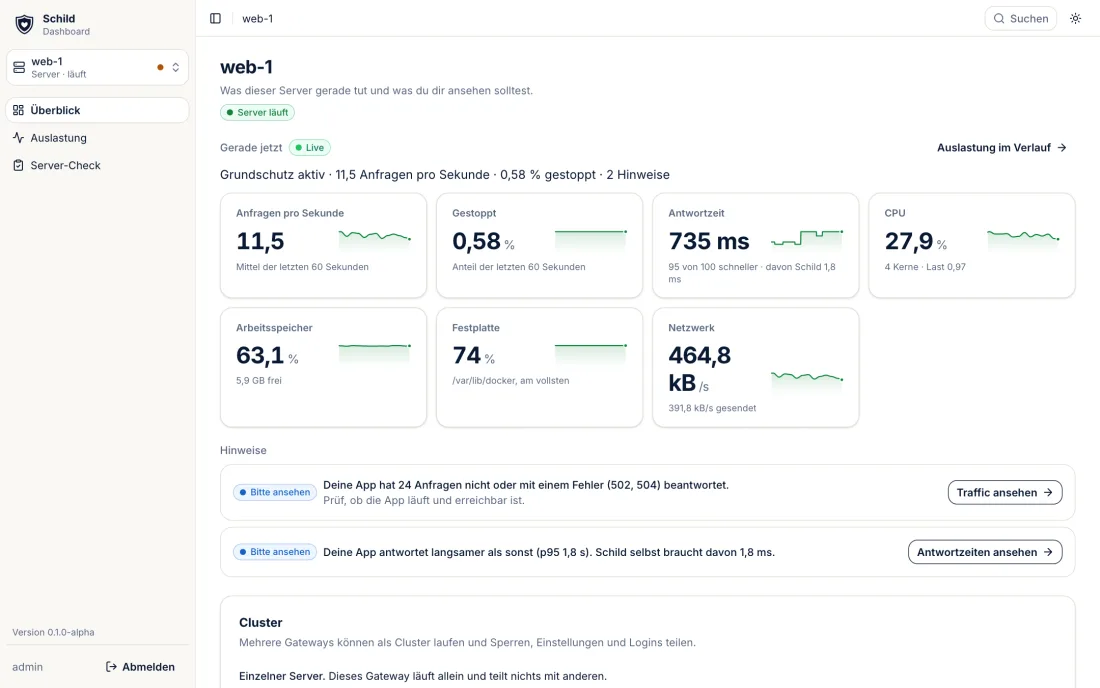 Schild
Dashboard
web-1
Server · läuft
Überblick
Auslastung
Server-Check
Version 0.1.0-alpha
admin
Abmelden
web-1
Suchen
web-1
Was dieser Server gerade tut und was du dir ansehen solltest.
Server läuft
Gerade jetzt
Live
Auslastung im Verlauf
Grundschutz aktiv · 11,5 Anfragen pro Sekunde · 0,58 % gestoppt · 2 Hinweise
Anfragen pro Sekunde
11,5
Mittel der letzten 60 Sekunden
Gestoppt
0,58 %
Anteil der letzten 60 Sekunden
Antwortzeit
735 ms
95 von 100 schneller · davon Schild 1,8
ms
CPU
27,9 %
4 Kerne · Last 0,97
Arbeitsspeicher
63,1 %
5,9 GB frei
Festplatte
74 %
/var/lib/docker, am vollsten
Netzwerk
464,8
kB /s
391,8 kB/s gesendet
Hinweise
Bitte ansehen
Deine App hat 24 Anfragen nicht oder mit einem Fehler (502, 504) beantwortet.
Prüf, ob die App läuft und erreichbar ist.
Traffic ansehen
Bitte ansehen
Deine App antwortet langsamer als sonst (p95 1,8 s). Schild selbst braucht davon 1,8 ms.
Antwortzeiten ansehen
Cluster
Mehrere Gateways können als Cluster laufen und Sperren, Einstellungen und Logins teilen.
Einzelner Server. Dieses Gateway läuft allein und teilt nichts mit anderen.